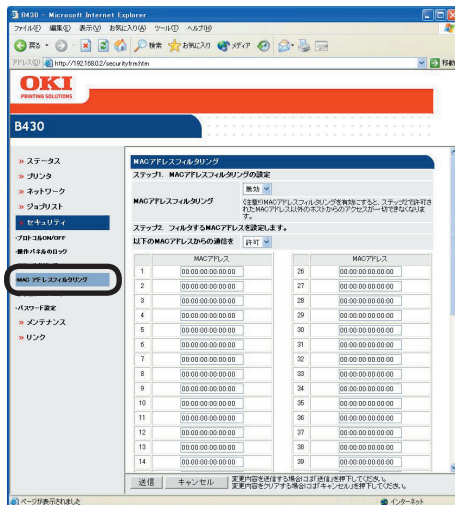 B430 - Microsoft Internet Explorer
ファイル(F) 編集(E) 表示(V) お気に入り(A) ツール(T) ヘルプ(H)
戻る 検索 お気に入り メディア
アドレス(D) http://192.168.0.2/securityfrm.htm 移動
OKI
PRINTING SOLUTIONS
B430
» ステータス
» プリンタ
» ネットワーク
» ジョブリスト
セキュリティ
・プロトコルON/OFF
・操作パネルのロック
・MAC アドレスフィルタリング
・パスワード設定
» メンテナンス
» リンク
MACアドレスフィルタリング
ステップ1. MACアドレスフィルタリングの設定
MACアドレスフィルタリング
無効
(注意!)MACアドレスフィルタリングを有効にすると、ステップ2で許可されたMACアドレス以外のホストからのアクセスが一切できなくなります。
ステップ2. フィルタするMACアドレスを設定します。
以下のMACアドレスからの通信を 許可
MACアドレス MACアドレス
1 00:00:00:00:00:00 26 00:00:00:00:00:00
2 00:00:00:00:00:00 27 00:00:00:00:00:00
3 00:00:00:00:00:00 28 00:00:00:00:00:00
4 00:00:00:00:00:00 29 00:00:00:00:00:00
5 00:00:00:00:00:00 30 00:00:00:00:00:00
6 00:00:00:00:00:00 31 00:00:00:00:00:00
7 00:00:00:00:00:00 32 00:00:00:00:00:00
8 00:00:00:00:00:00 33 00:00:00:00:00:00
9 00:00:00:00:00:00 34 00:00:00:00:00:00
10 00:00:00:00:00:00 35 00:00:00:00:00:00
11 00:00:00:00:00:00 36 00:00:00:00:00:00
12 00:00:00:00:00:00 37 00:00:00:00:00:00
13 00:00:00:00:00:00 38 00:00:00:00:00:00
14 00:00:00:00:00:00 39 00:00:00:00:00:00
送信 キャンセル 変更内容を送信する場合には「送信」を押下してください。
変更内容をクリアする場合には「キャンセル」を押下してください。
ページが表示されました インターネット